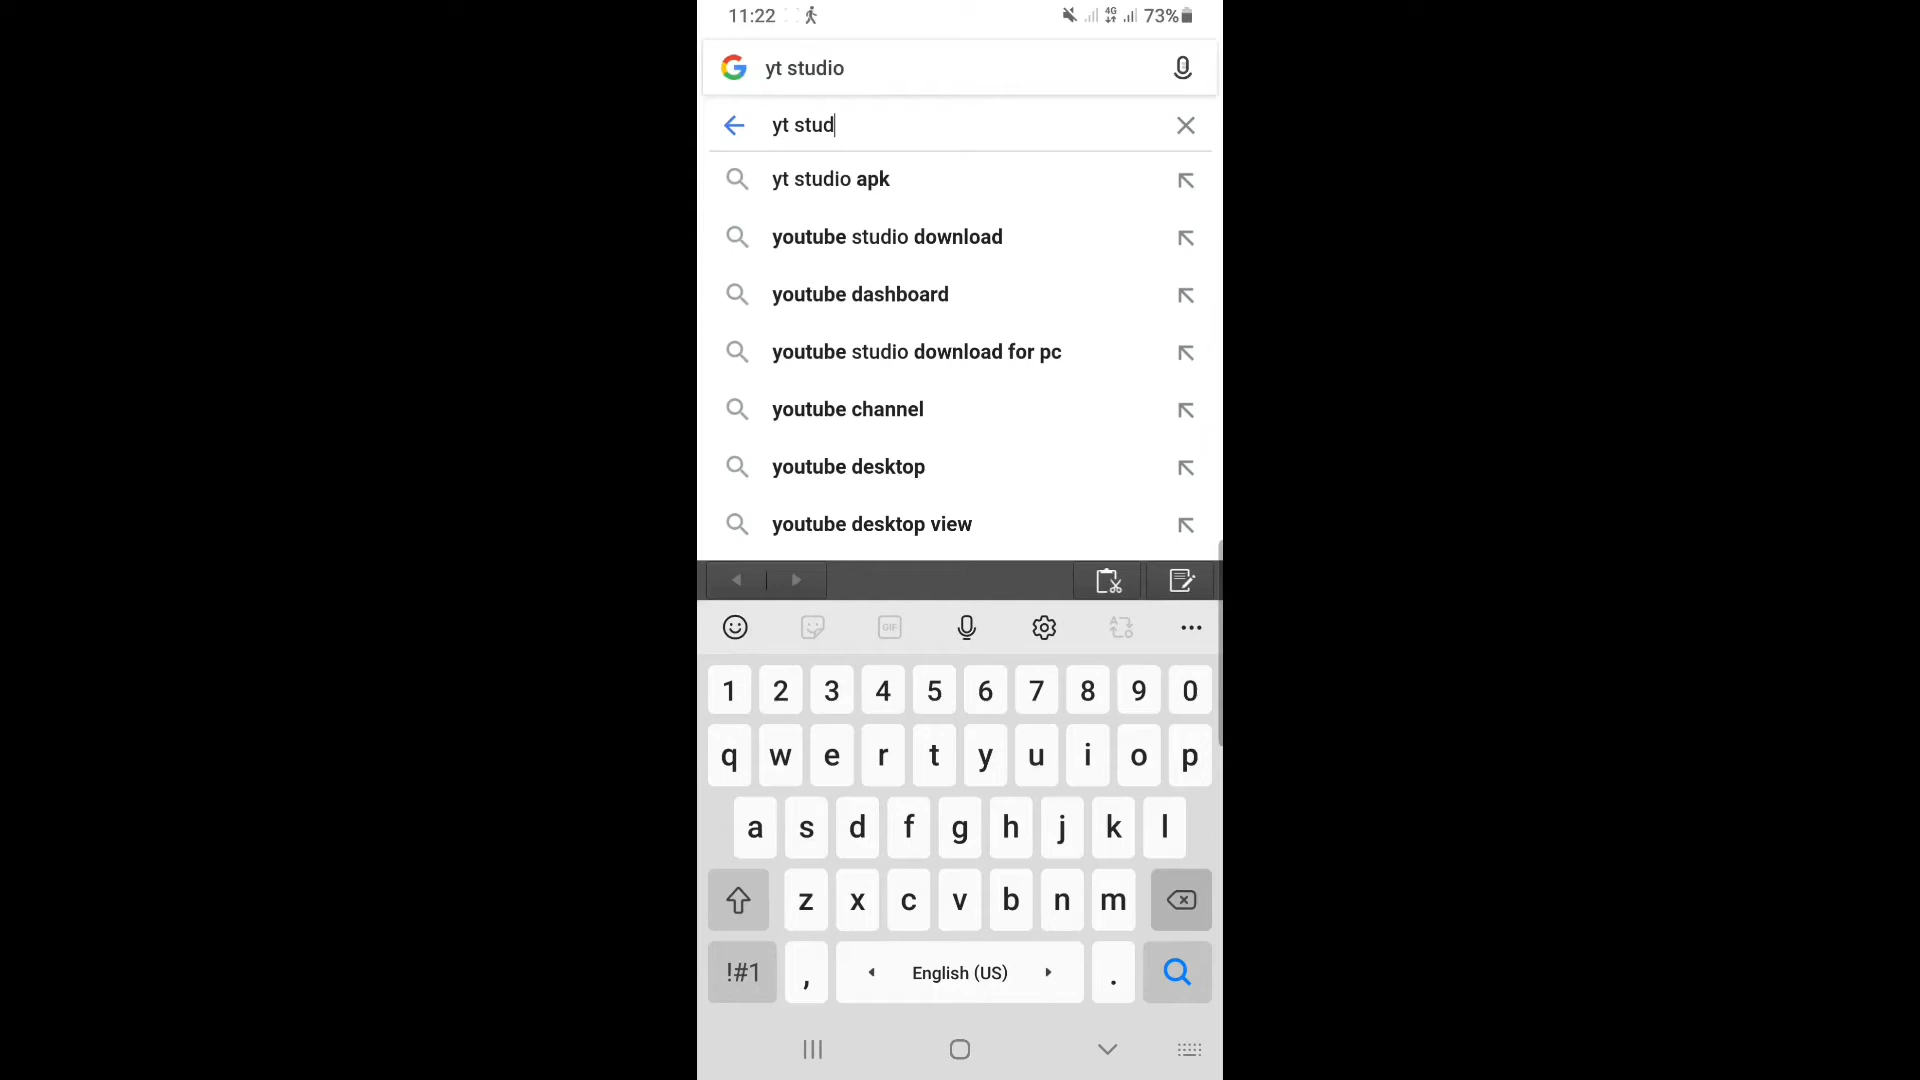 11:22 4G 73%
yt studio
yt stud
yt studio apk
youtube studio download
youtube dashboard
youtube studio download for pc
youtube channel
youtube desktop
youtube desktop view
GIF
1 2 3 4 5 6 7 8 9 0
q w e r t y u i o p
a s d f g h j k l
z x c v b n m
!#1 , English (US) .